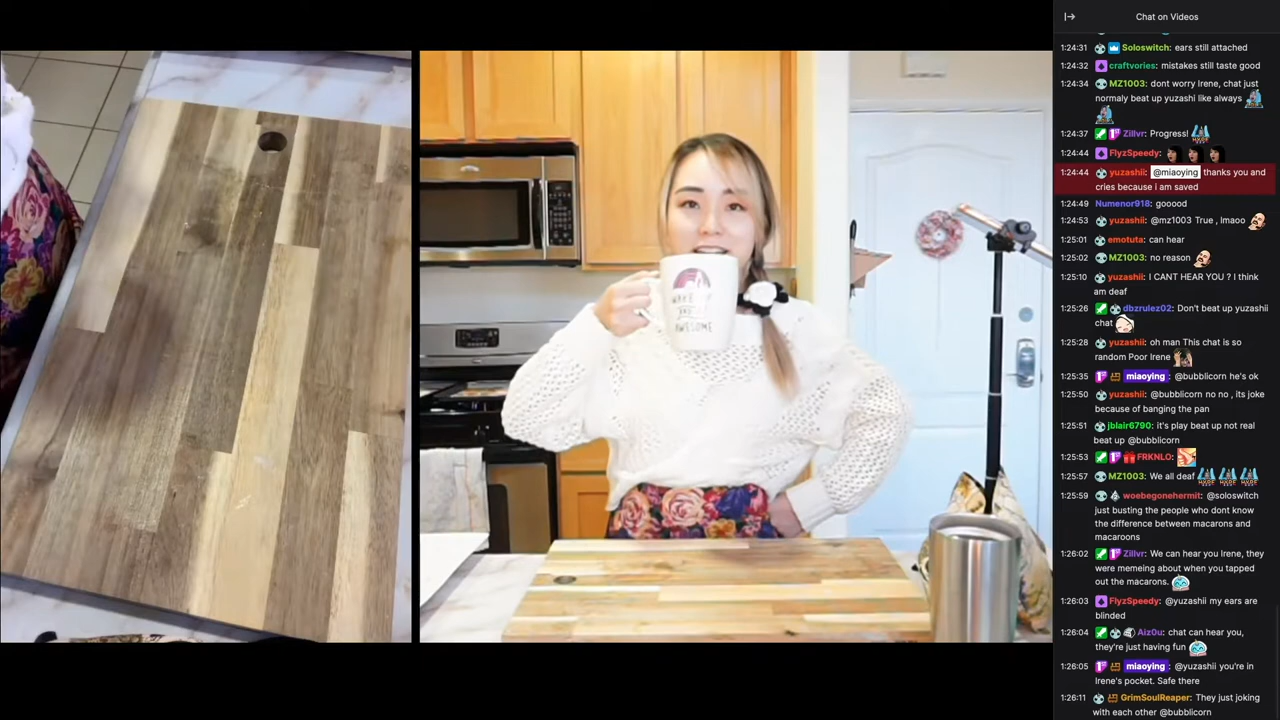 Chat on Videos
1:24:31 Soloswitch: ears still attached
1:24:32 craftvories: mistakes still taste good
1:24:34 MZ1003: dont worry Irene, chat just
normaly beat up yuzashi like always
1:24:37 Zillvr: Progress!
1:24:44 FlyzSpeedy:
1:24:44 yuzashii: @miaoying thanks you and
cries because i am saved
1:24:49 Numenor918: gooood
1:24:53 yuzashii: @mz1003 True , lmaoo
1:25:01 emotuta: can hear
1:25:02 MZ1003: no reason
1:25:10 yuzashii: I CANT HEAR YOU ? I think
am deaf
1:25:26 dbzrulez02: Don't beat up yuzashii
chat
1:25:28 yuzashii: oh man This chat is so
random Poor Irene
1:25:35 miaoying: @bubblicorn he's ok
1:25:50 yuzashii: @bubblicorn no no , its joke
because of banging the pan
1:25:51 jblair6790: it's play beat up not real
beat up @bubblicorn
1:25:53 FRKNLO:
1:25:57 MZ1003: We all deaf
1:25:59 woebegonehermit: @soloswitch
just busting the people who dont know
the difference between macarons and
macaroons
1:26:02 Zillvr: We can hear you Irene, they
were memeing about when you tapped
out the macarons.
1:26:03 FlyzSpeedy: @yuzashii my ears are
blinded
1:26:04 Aiz0u: chat can hear you,
they're just having fun
1:26:05 miaoying: @yuzashii you're in
Irene's pocket. Safe there
1:26:11 GrimSoulReaper: They just joking
with each other @bubblicorn
WAKE UP
AWESOME